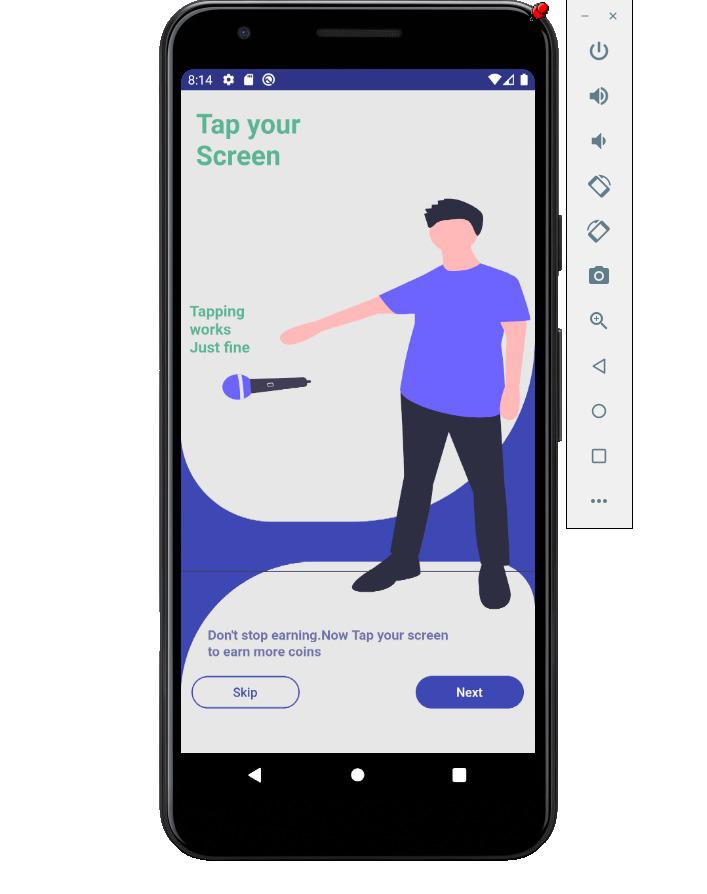 8:14
Tap your
Screen
Tapping
works
Just fine
Don't stop earning.Now Tap your screen
to earn more coins
Skip
Next